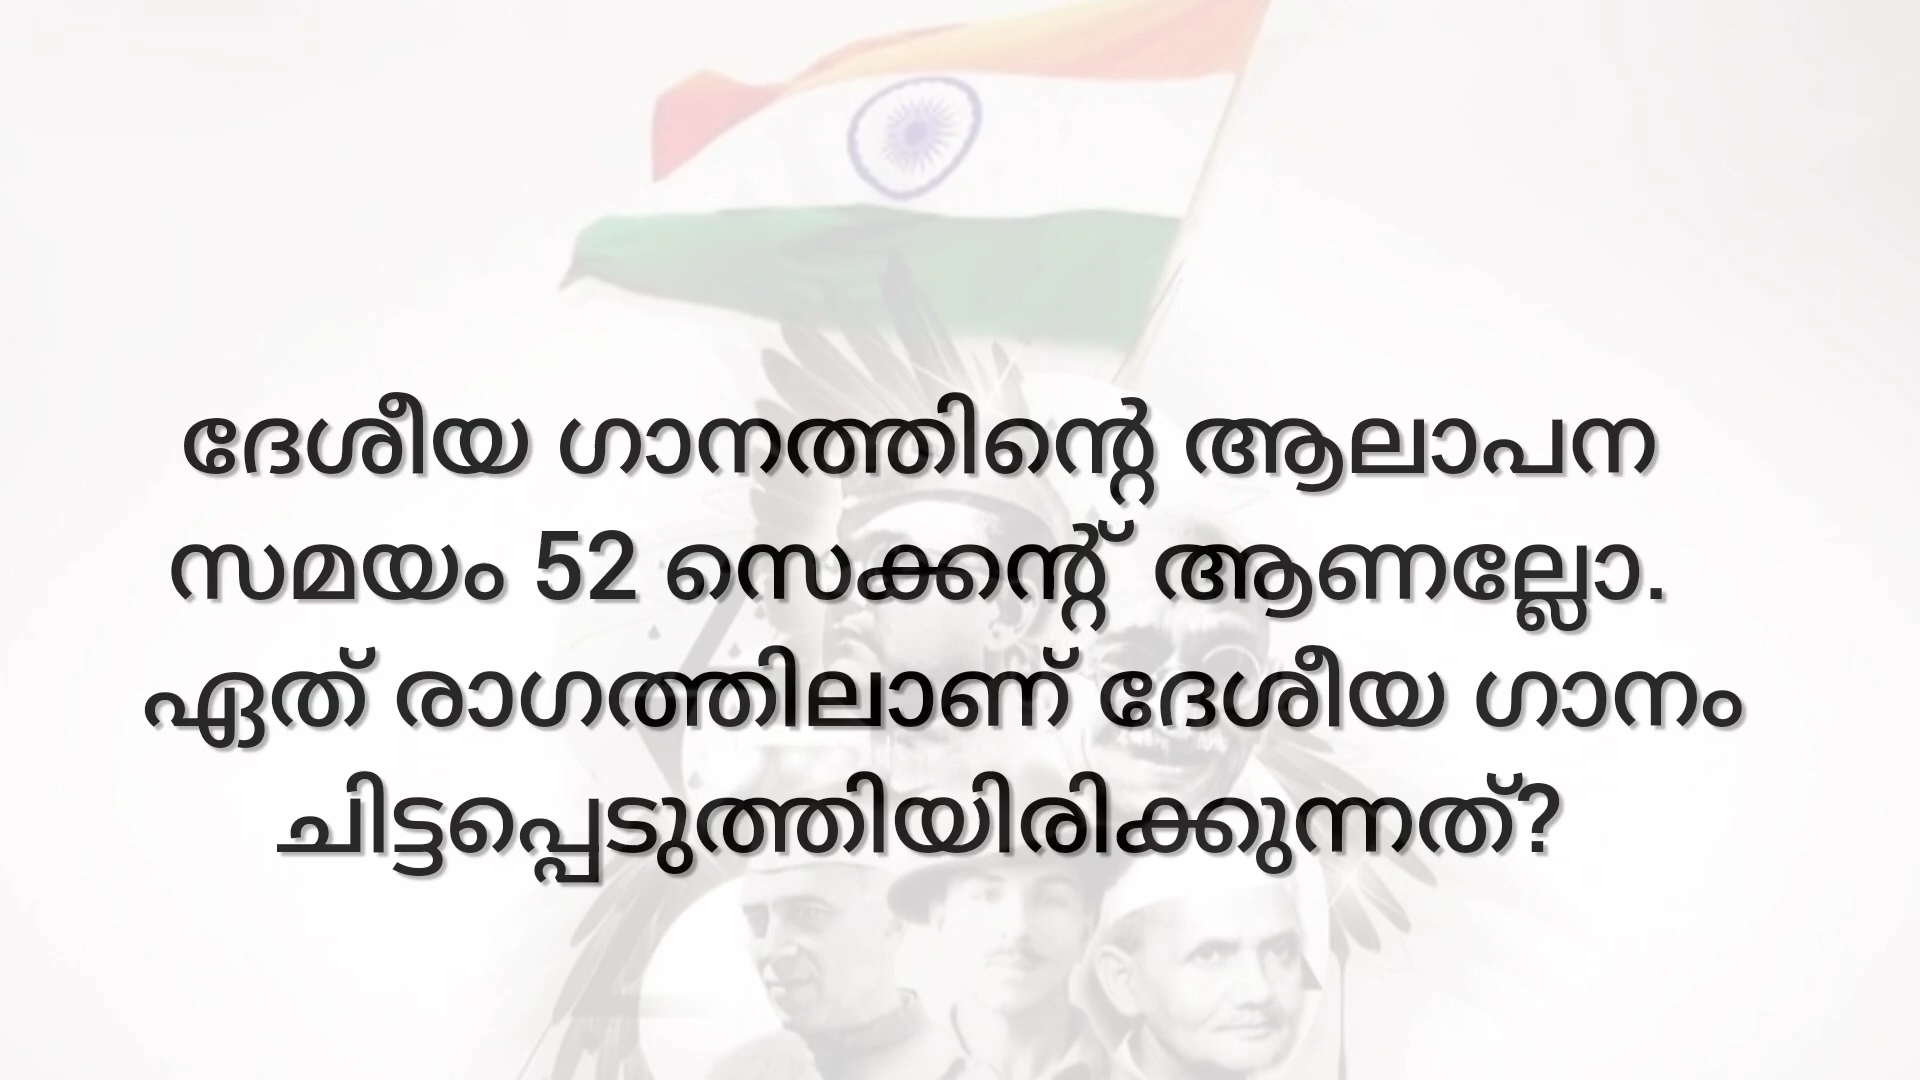 ദേശീയ ഗാനത്തിന്റെ ആലാപന
സമയം 52 സെക്കന്റ് ആണല്ലോ.
ഏത് രാഗത്തിലാണ് ദേശീയ ഗാനം
ചിട്ടപ്പെടുത്തിയിരിക്കുന്നത്?